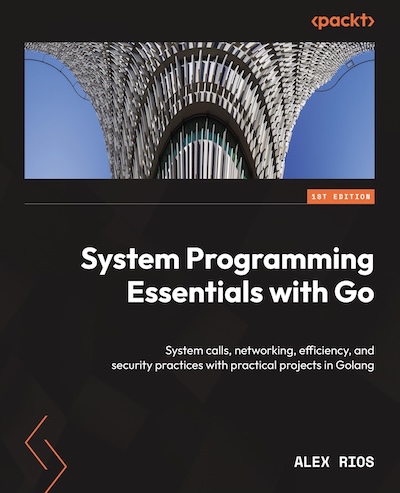 <packt>
1ST EDITION
System Programming
Essentials with Go
System calls, networking, efficiency, and
security practices with practical projects in Golang
ALEX RIOS